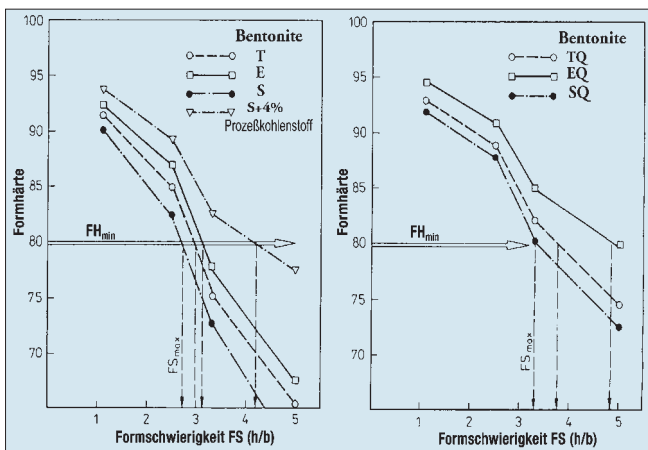 Bentonite
T
E
S
S+4%
Prozeßkohlenstoff
100
95
90
85
80
75
70
Formhärte
FHmin
FSmax
1 2 3 4 5
Formschwierigkeit FS (h/b)
Bentonite
TQ
EQ
SQ
100
95
90
85
80
75
70
Formhärte
FHmin
FSmax
1 2 3 4 5
Formschwierigkeit FS (h/b)